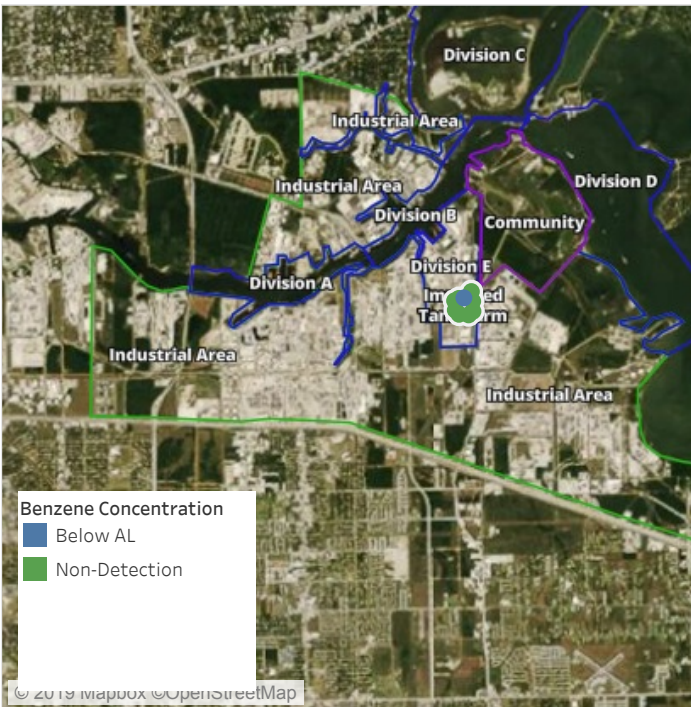 Division C
Industrial Area
Division D
Industrial Area
Division B
Community
Division E
Division A
Industrial Area
Industrial Area
Benzene Concentration
Below AL
Non-Detection
© 2019 Mapbox ©OpenStreetMap